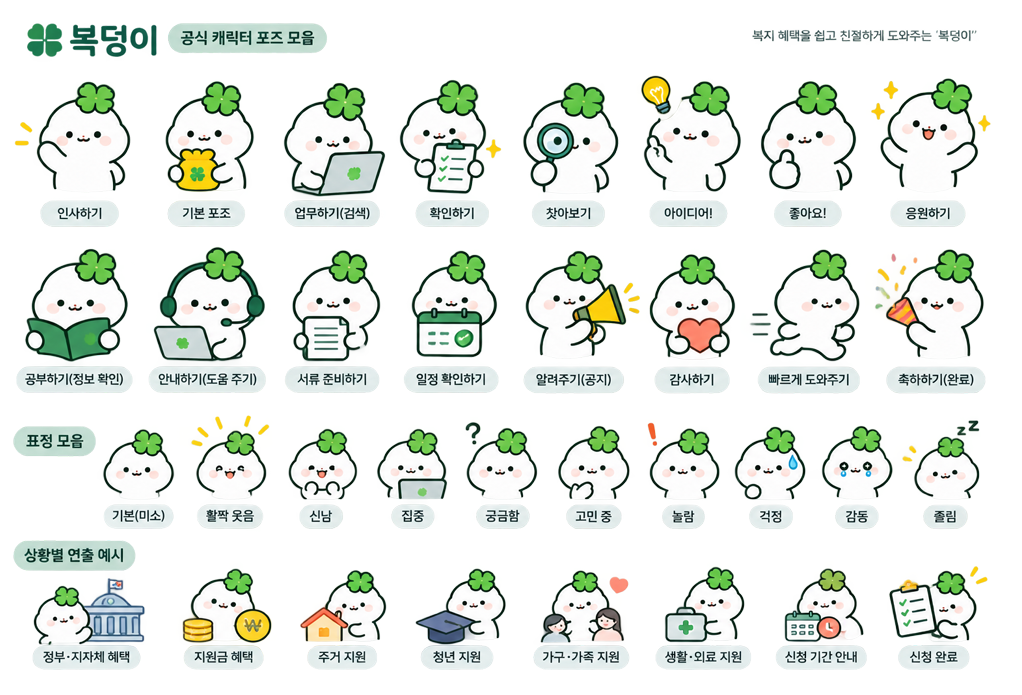 복덩이
공식 캐릭터 포즈 모음
복지 혜택을 쉽고 친절하게 도와주는 '복덩이'
인사하기
기본 포조
업무하기(검색)
확인하기
찾아보기
아이디어!
좋아요!
응원하기
공부하기(정보 확인)
안내하기(도움 주기)
서류 준비하기
일정 확인하기
알려주기(공지)
감사하기
빠르게 도와주기
축하하기(완료)
표정 모음
?
!
z z
기본(미소)
활짝 웃음
신남
집중
궁금함
고민 중
놀람
걱정
감동
졸림
상황별 연출 예시
₩
정부·지자체 혜택
지원금 혜택
주거 지원
청년 지원
가구·가족 지원
생활·외료 지원
신청 기간 안내
신청 완료